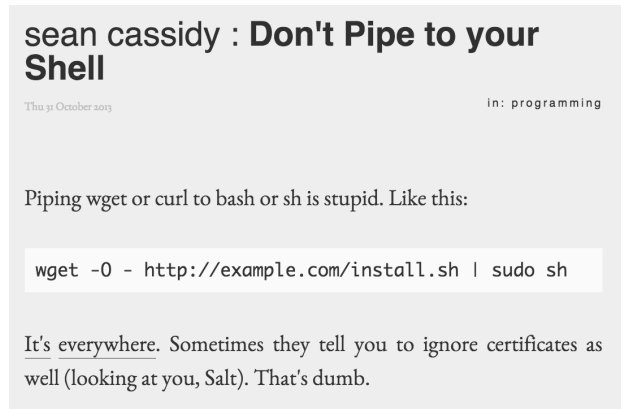 sean cassidy : Don't Pipe to your
Shell
Thu 31 October 2013
in: programming
Piping wget or curl to bash or sh is stupid. Like this:
wget -O - http://example.com/install.sh | sudo sh
It's everywhere. Sometimes they tell you to ignore certificates as
well (looking at you, Salt). That's dumb.